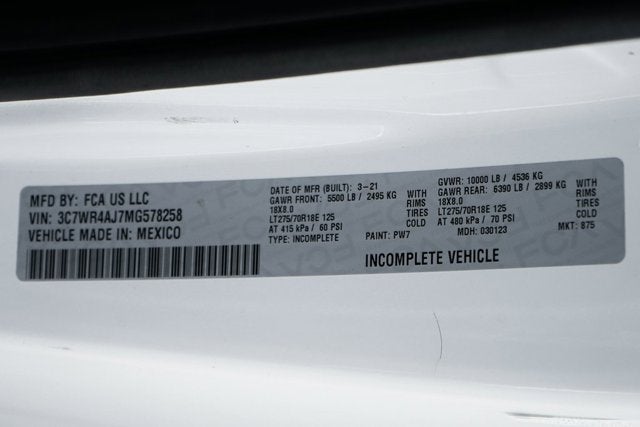 MFD BY: FCA US LLC
VIN: 3C7WR4AJ7MG578258
VEHICLE MADE IN: MEXICO
DATE OF MFR (BUILT): 3-21
GAWR FRONT: 5500 LB / 2495 KG WITH
18X8.0 RIMS
LT275/70R18E 125 TIRES
AT 415 kPa / 60 PSI COLD
TYPE: INCOMPLETE PAINT: PW7
GVWR: 10000 LB / 4536 KG
GAWR REAR: 6390 LB / 2899 KG WITH
18X8.0 RIMS
LT275/70R18E 125 TIRES
AT 480 kPa / 70 PSI COLD
MDH: 030123 MKT: 875
INCOMPLETE VEHICLE